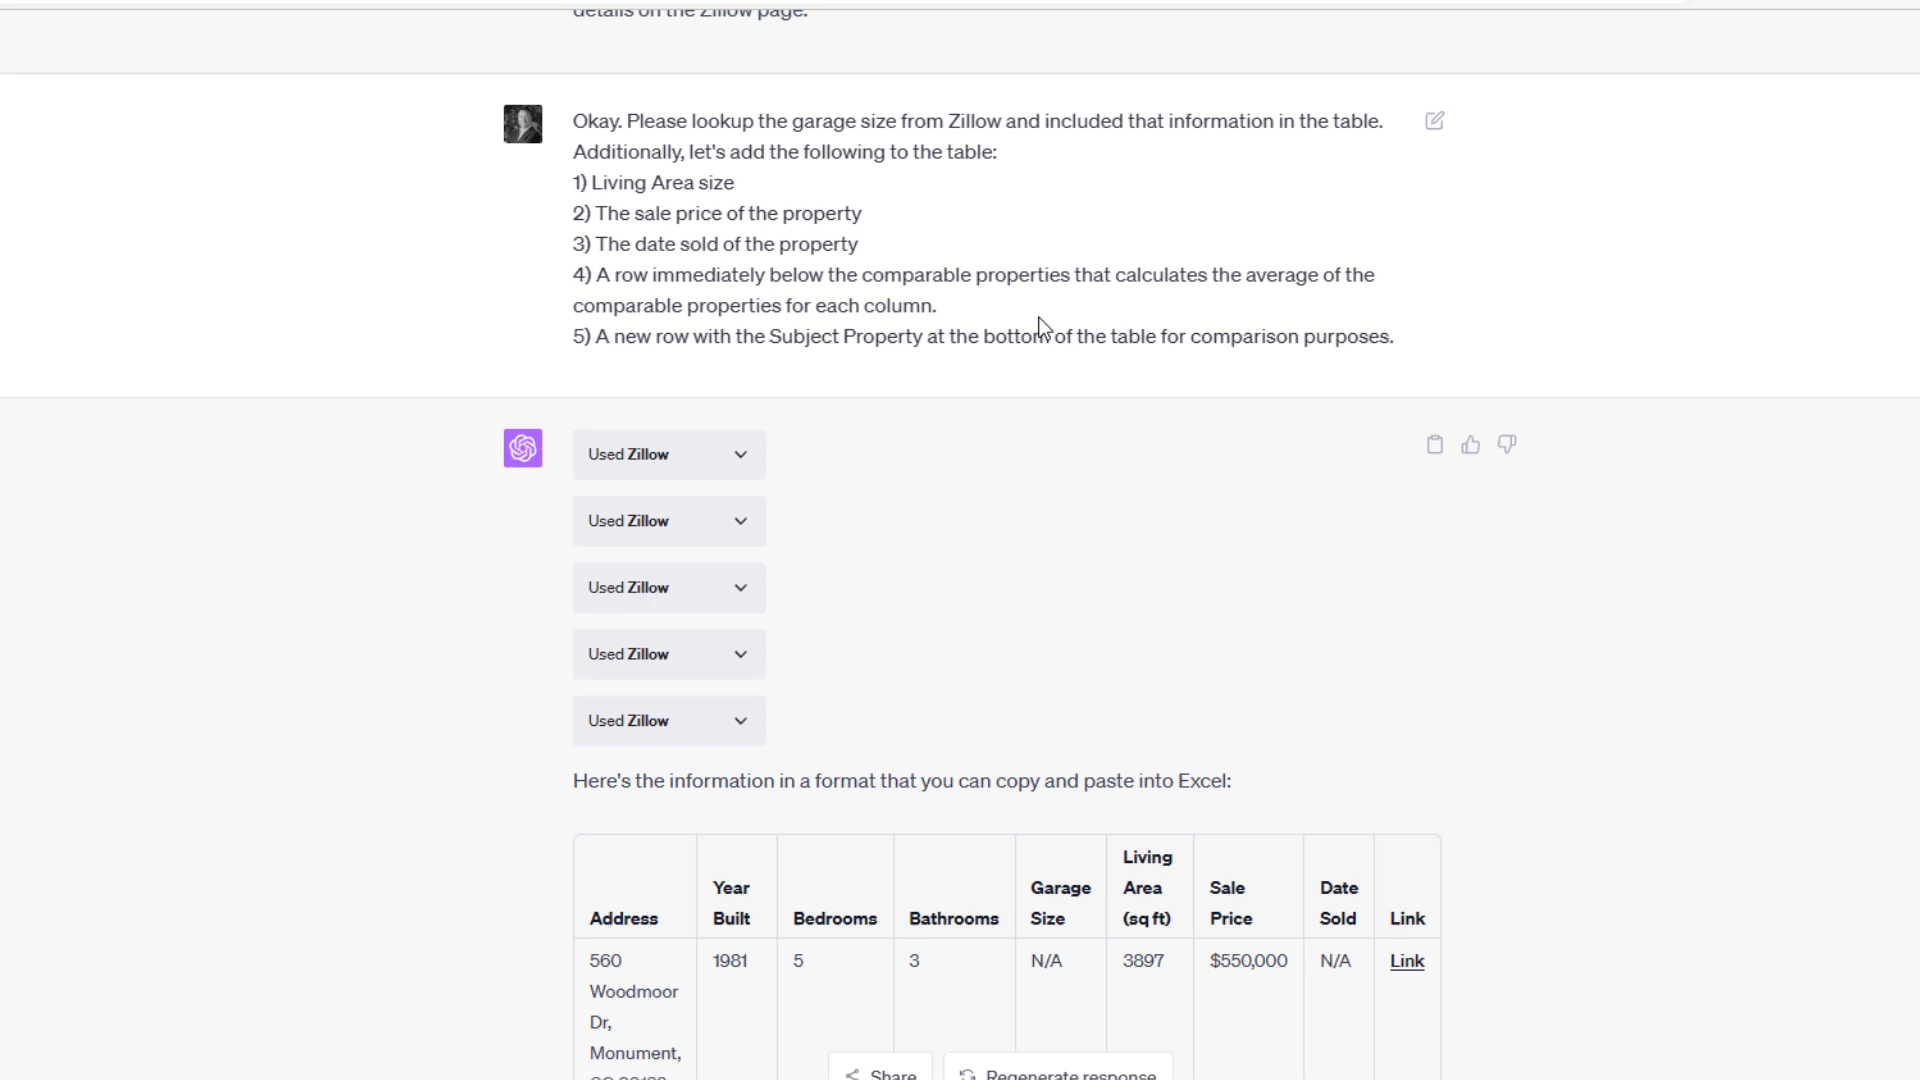 details on the Zillow page.
Okay. Please lookup the garage size from Zillow and included that information in the table.
Additionally, let's add the following to the table:
1) Living Area size
2) The sale price of the property
3) The date sold of the property
4) A row immediately below the comparable properties that calculates the average of the
comparable properties for each column.
5) A new row with the Subject Property at the bottom of the table for comparison purposes.
Used Zillow
Used Zillow
Used Zillow
Used Zillow
Used Zillow
Here's the information in a format that you can copy and paste into Excel:
Address Year Built Bedrooms Bathrooms Garage Size Living Area (sq ft) Sale Price Date Sold Link
560 1981 5 3 N/A 3897 $550,000 N/A Link
Woodmoor
Dr,
Monument,
Share Regenerate response